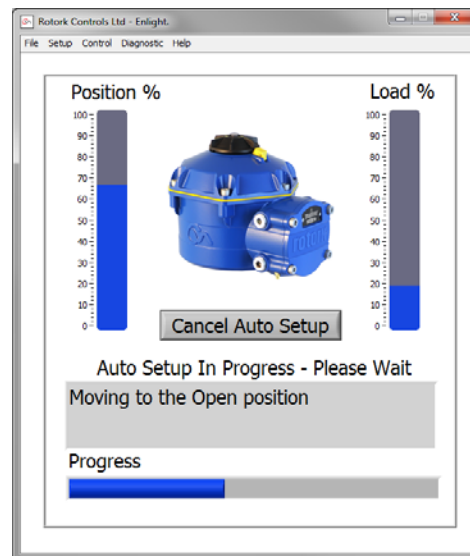 Rotork Controls Ltd - Enlight.
File Setup Control Diagnostic Help
Position %
Load %
100
90
80
70
60
50
40
30
20
10
0
100
90
80
70
60
50
40
30
20
10
0
rotork
Cancel Auto Setup
Auto Setup In Progress - Please Wait
Moving to the Open position
Progress